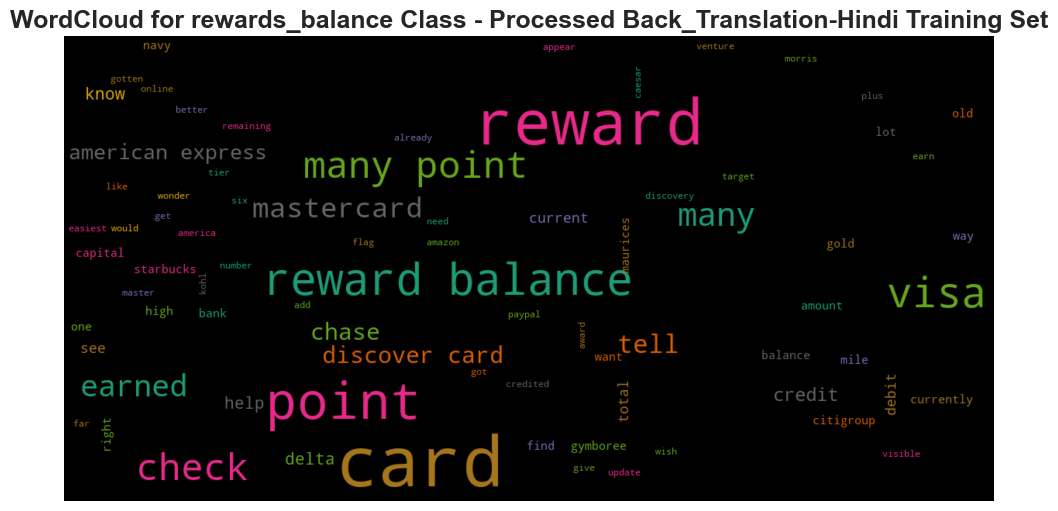 WordCloud for rewards_balance Class - Processed Back_Translation-Hindi Training Set
navy
appear
venture
morris
gotten
online
know
caesar
plus
better
old
remaining
reward
lot
already
american express
many point
earn
tier
target
like
wonder
six
mastercard
discovery
get
need
current
many
easiest
would
america
way
flag
amazon
maurices
gold
capital
starbucks
number
kohl
reward balance
visa
master
high
bank
add
paypal
amount
one
chase
award
tell
see
discover card
want
balance
mile
got
earned
credited
help
point
total
credit
debit
currently
far
right
citigroup
card
find
gymboree
wish
visible
check
delta
give
update